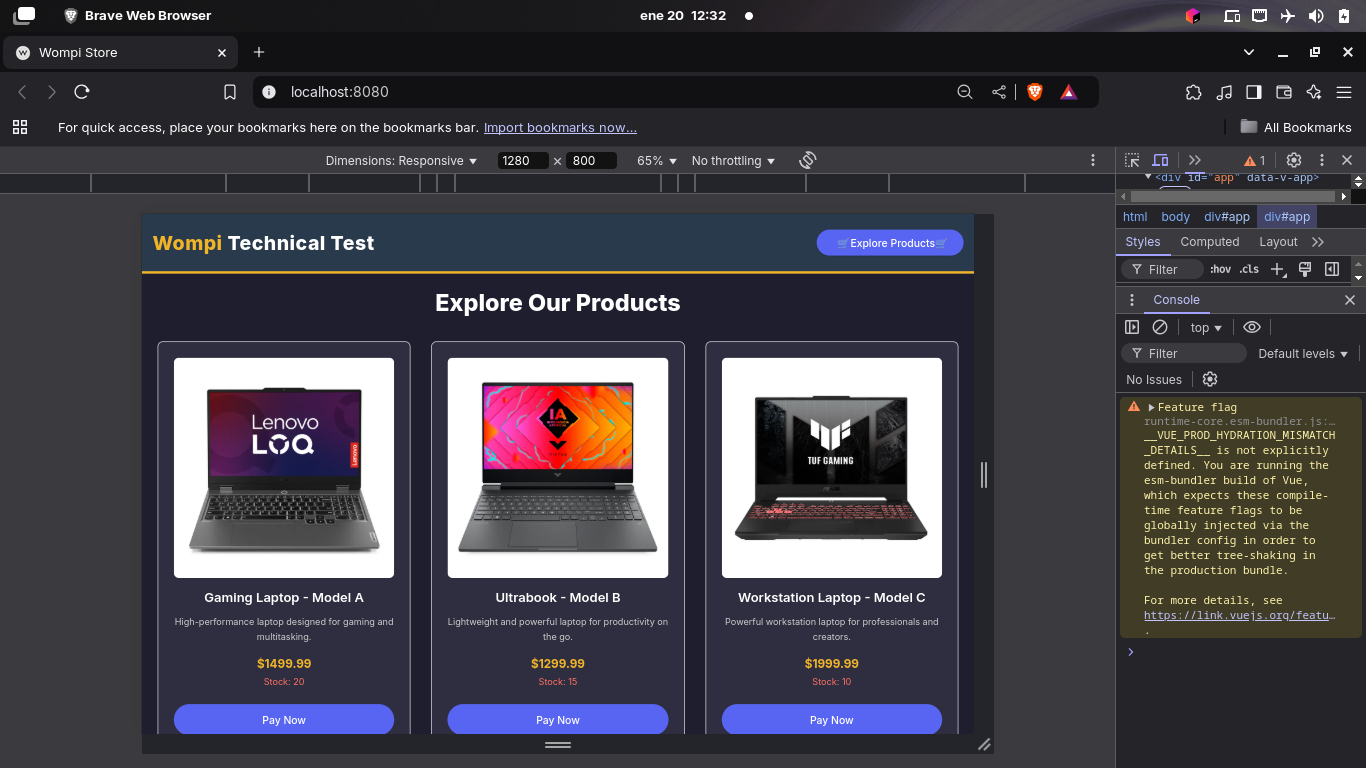 Brave Web Browser
ene 20 12:32
Wompi Store
localhost:8080
For quick access, place your bookmarks here on the bookmarks bar. Import bookmarks now...
All Bookmarks
Dimensions: Responsive
1280 × 800
65%
No throttling
1
<div id="app" data-v-app>
html body div#app div#app
Styles Computed Layout
Filter :hov .cls
Console
top
Filter Default levels
No Issues
Feature flag
runtime-core.esm-bundler.js:…
__VUE_PROD_HYDRATION_MISMATCH
_DETAILS__ is not explicitly
defined. You are running the
esm-bundler build of Vue,
which expects these compile-
time feature flags to be
globally injected via the
bundler config in order to
get better tree-shaking in
the production bundle.
For more details, see
https://link.vuejs.org/featu…
.
Wompi Technical Test
🛒Explore Products🛒
Explore Our Products
Lenovo
LOQ
Lenovo
Gaming Laptop - Model A
High-performance laptop designed for gaming and
multitasking.
$1499.99
Stock: 20
Pay Now
IA
Ultrabook - Model B
Lightweight and powerful laptop for productivity on
the go.
$1299.99
Stock: 15
Pay Now
TUF GAMING
Workstation Laptop - Model C
Powerful workstation laptop for professionals and
creators.
$1999.99
Stock: 10
Pay Now